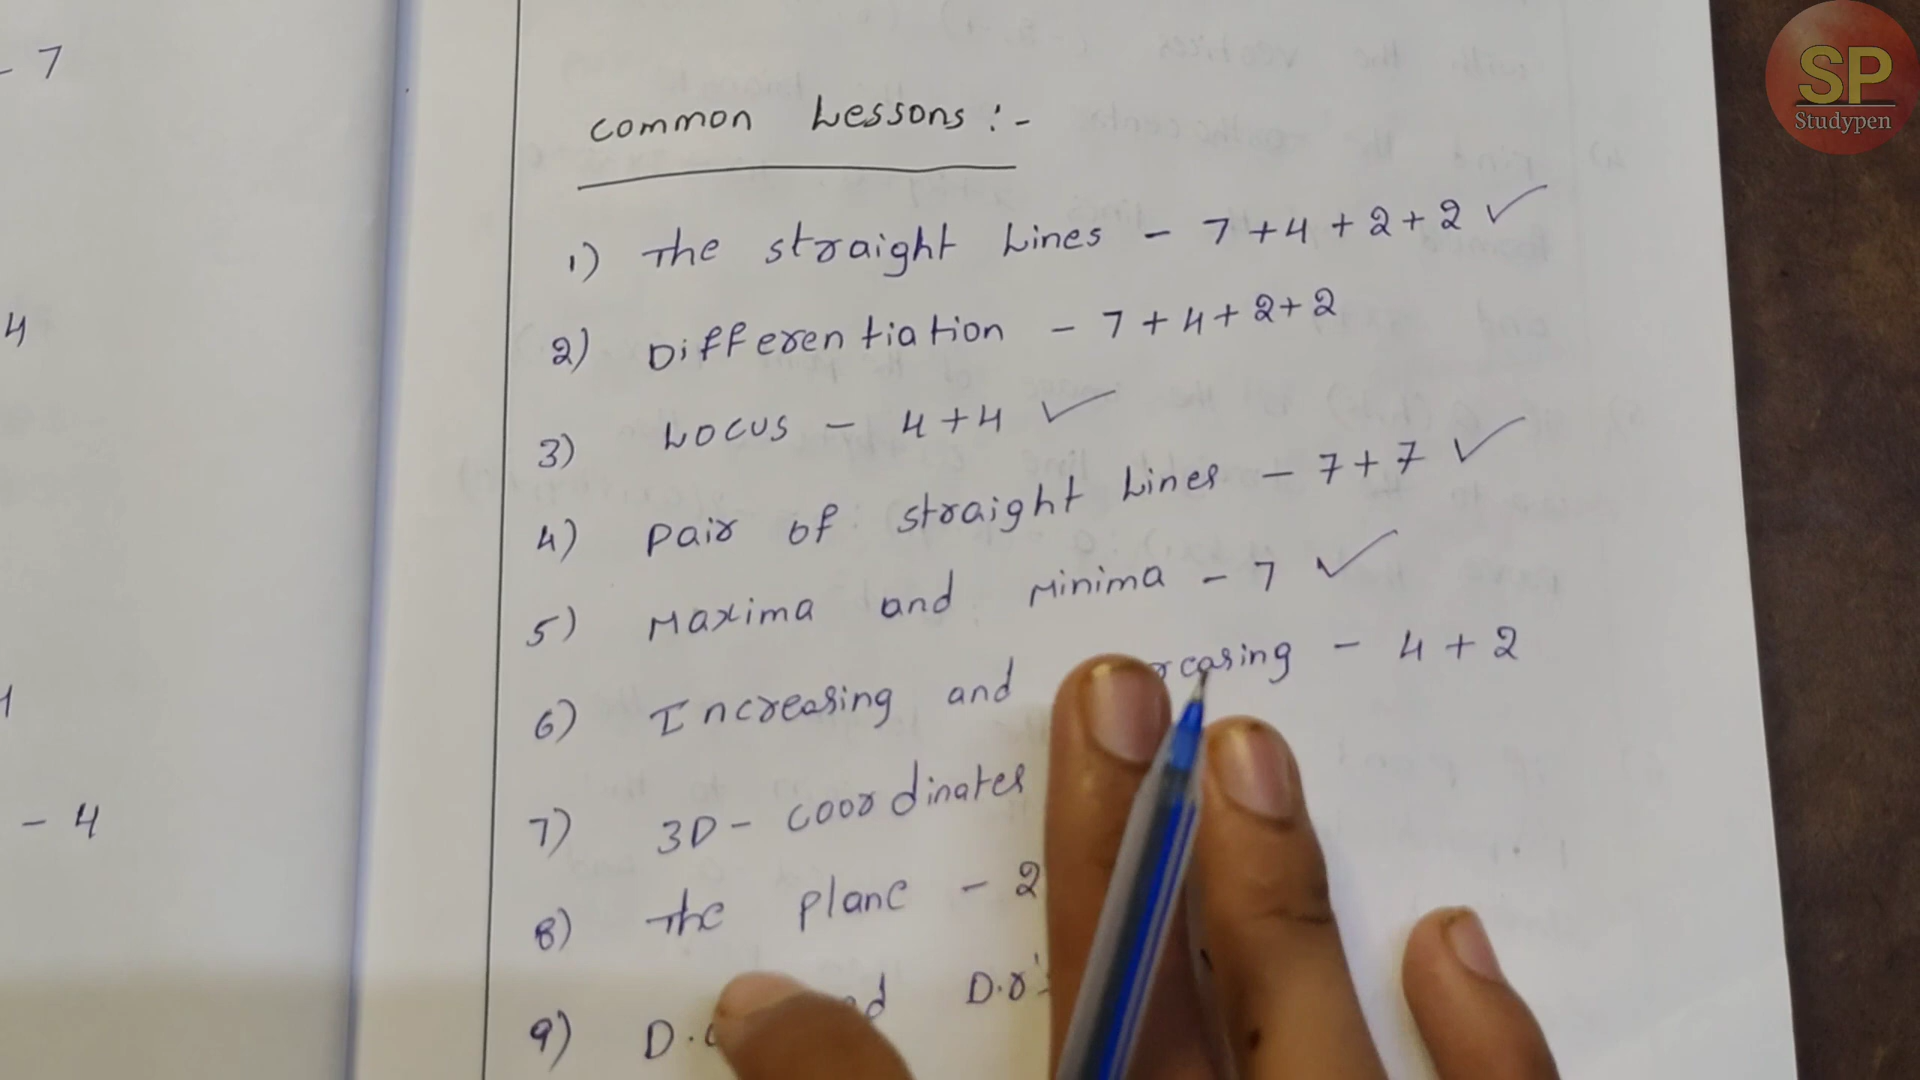 - 7
4
- 4
SP
Studypen
Common Lessons :-
1) The straight Lines - 7+4+2+2 ✓
2) Differentiation - 7+4+2+2
3) Locus - 4+4 ✓
4) Pair of straight Lines - 7+7 ✓
5) Maxima and Minima - 7 ✓
6) Increasing and - 4+2
7) 3D - coordinates
8) The plane - 2
9) D.r's